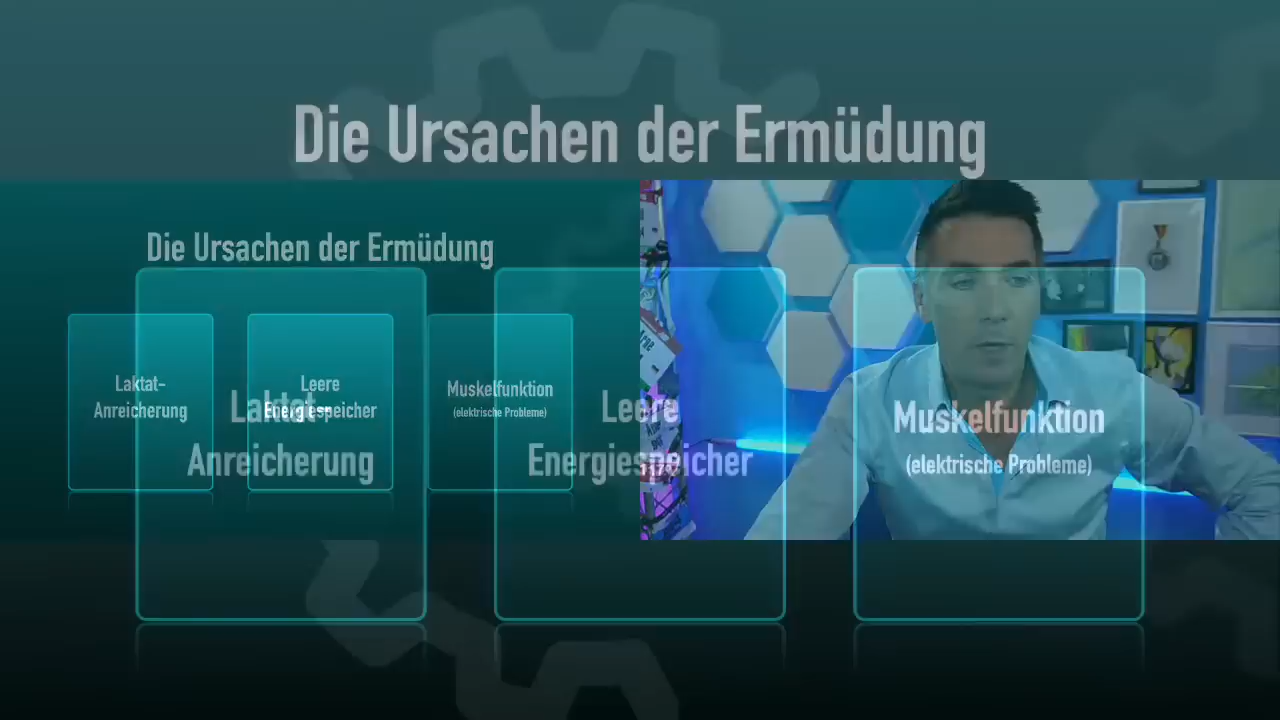 Die Ursachen der Ermüdung
Die Ursachen der Ermüdung
Laktat-
Anreicherung
Leere
Energiespeicher
Muskelfunktion
(elektrische Probleme)
Laktat-
Anreicherung
Leere
Energiespeicher
Muskelfunktion
(elektrische Probleme)